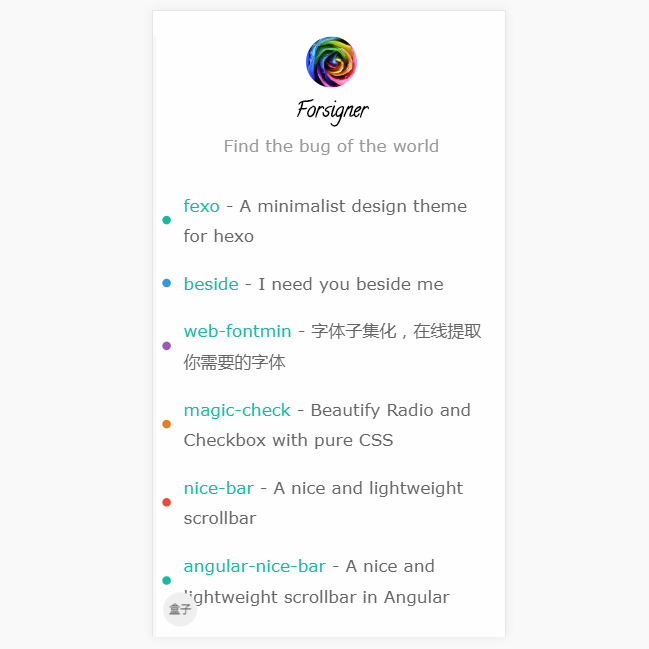 Forsigner
Find the bug of the world
fexo - A minimalist design theme
for hexo
beside - I need you beside me
web-fontmin - 字体子集化，在线提取
你需要的字体
magic-check - Beautify Radio and
Checkbox with pure CSS
nice-bar - A nice and lightweight
scrollbar
angular-nice-bar - A nice and
lightweight scrollbar in Angular
盒子